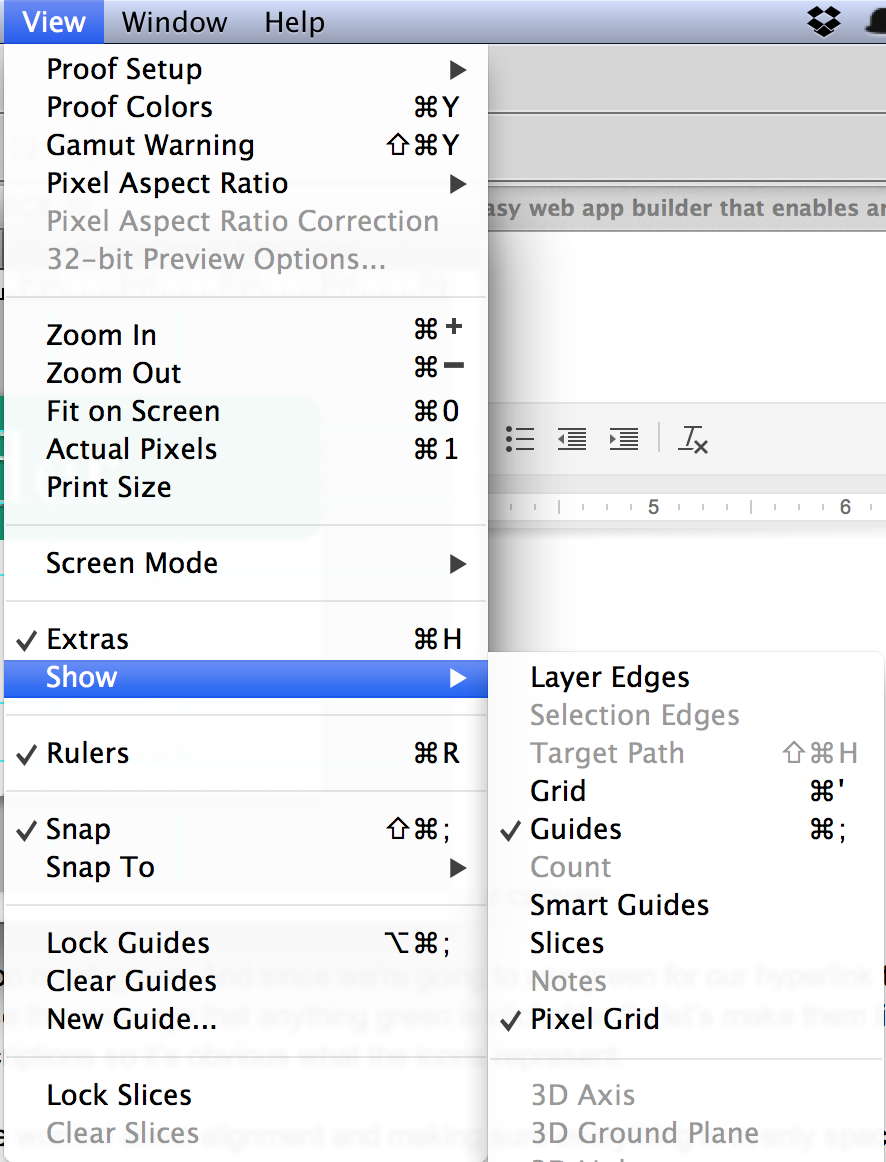 View Window Help
Proof Setup
Proof Colors ⌘Y
Gamut Warning ⇧⌘Y
Pixel Aspect Ratio
Pixel Aspect Ratio Correction
asy web app builder that enables
32-bit Preview Options...
Zoom In ⌘+
Zoom Out ⌘−
Fit on Screen ⌘0
Actual Pixels ⌘1
Print Size
5 6
Screen Mode
✓ Extras ⌘H
Show
✓ Rulers ⌘R
✓ Snap ⇧⌘;
Snap To
Lock Guides ⌥⌘;
Clear Guides
New Guide...
Lock Slices
Clear Slices
Layer Edges
Selection Edges
Target Path ⇧⌘H
Grid ⌘'
✓ Guides ⌘;
Count
Smart Guides
Slices
Notes
✓ Pixel Grid
3D Axis
3D Ground Plane